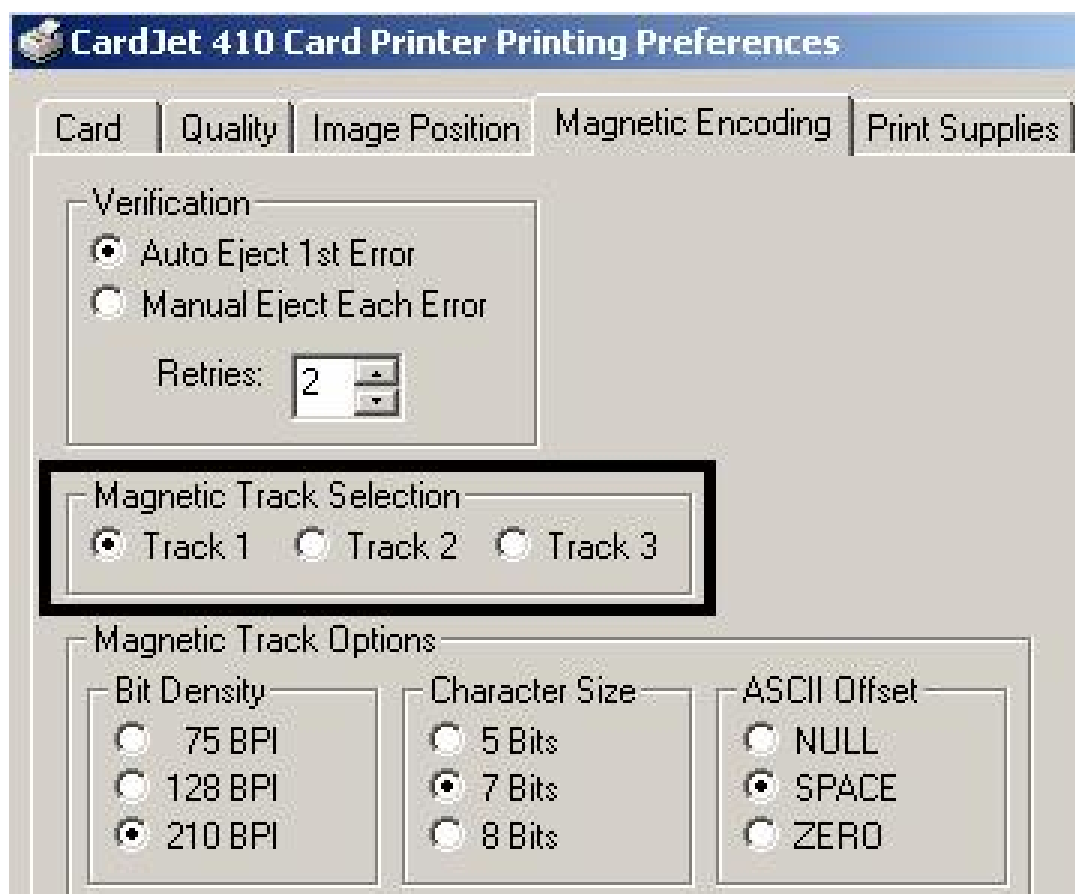 CardJet 410 Card Printer Printing Preferences
Card Quality Image Position Magnetic Encoding Print Supplies
Verification
Auto Eject 1st Error
Manual Eject Each Error
Retries: 2
Magnetic Track Selection
Track 1 Track 2 Track 3
Magnetic Track Options
Bit Density Character Size ASCII Offset
75 BPI 5 Bits NULL
128 BPI 7 Bits SPACE
210 BPI 8 Bits ZERO